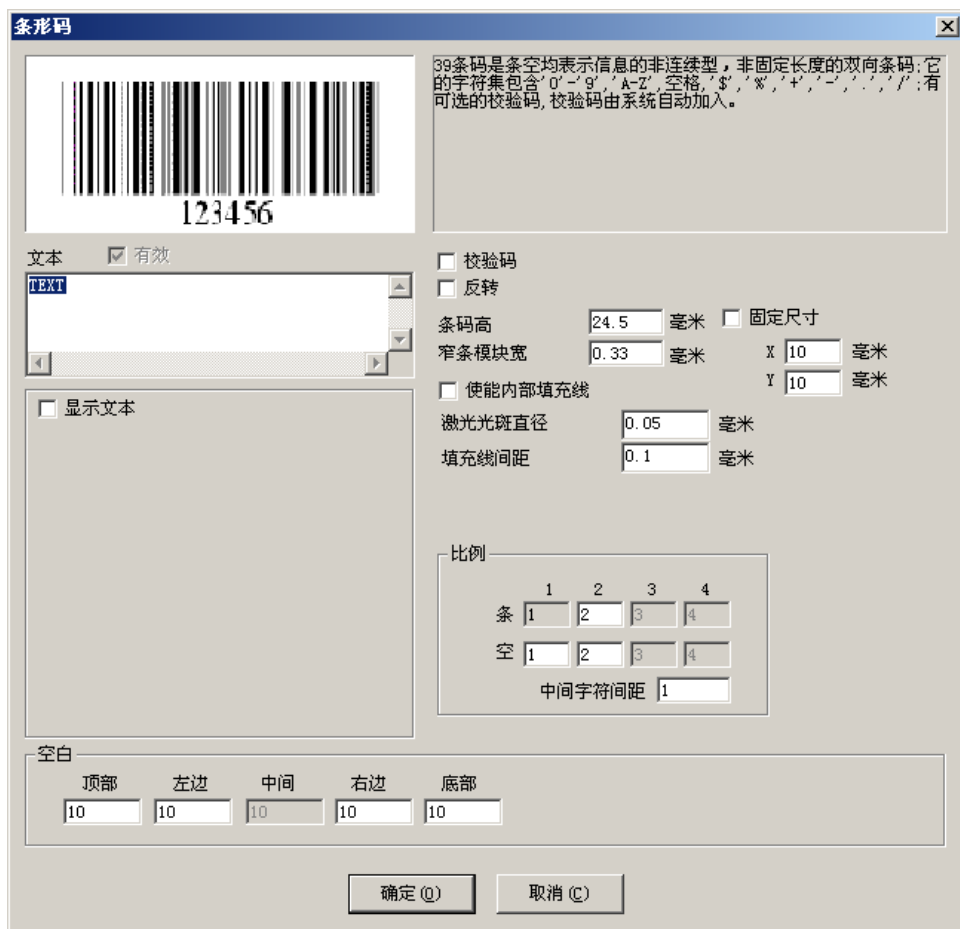 条形码
39条码是条空均表示信息的非连续型，非固定长度的双向条码;它
的字符集包含'0'-'9','A-Z',空格,'$','%','+','-','.','/';有
可选的校验码,校验码由系统自动加入。
123456
文本 有效
TEXT
显示文本
校验码
反转
条码高 24.5 毫米 固定尺寸
窄条模块宽 0.33 毫米 X 10 毫米
Y 10 毫米
使能内部填充线
激光光斑直径 0.05 毫米
填充线间距 0.1 毫米
比例
1 2 3 4
条 1 2 3 4
空 1 2 3 4
中间字符间距 1
空白
顶部 左边 中间 右边 底部
10 10 10 10 10
确定(O) 取消(C)